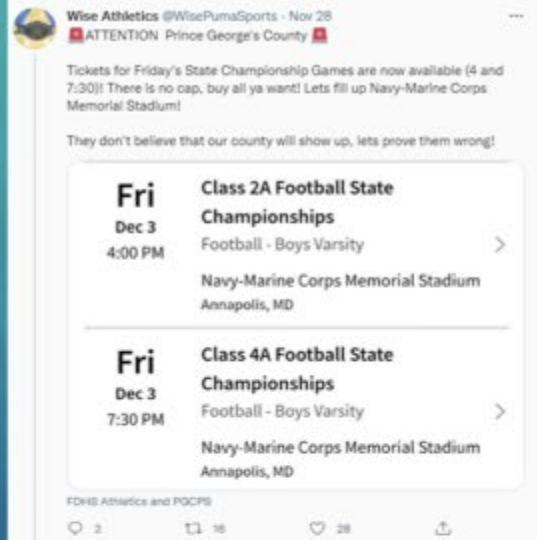 Wise Athletics @WisePumaSports · Nov 28
🚨ATTENTION Prince George's County 🚨
Tickets for Friday's State Championship Games are now available (4 and
7:30)! There is no cap, buy all ya want! Lets fill up Navy-Marine Corps
Memorial Stadium!
They don't believe that our county will show up, lets prove them wrong!
Fri
Dec 3
4:00 PM
Class 2A Football State
Championships
Football - Boys Varsity
Navy-Marine Corps Memorial Stadium
Annapolis, MD
Fri
Dec 3
7:30 PM
Class 4A Football State
Championships
Football - Boys Varsity
Navy-Marine Corps Memorial Stadium
Annapolis, MD
FDHS Athletics and PGCPS
2 16 28